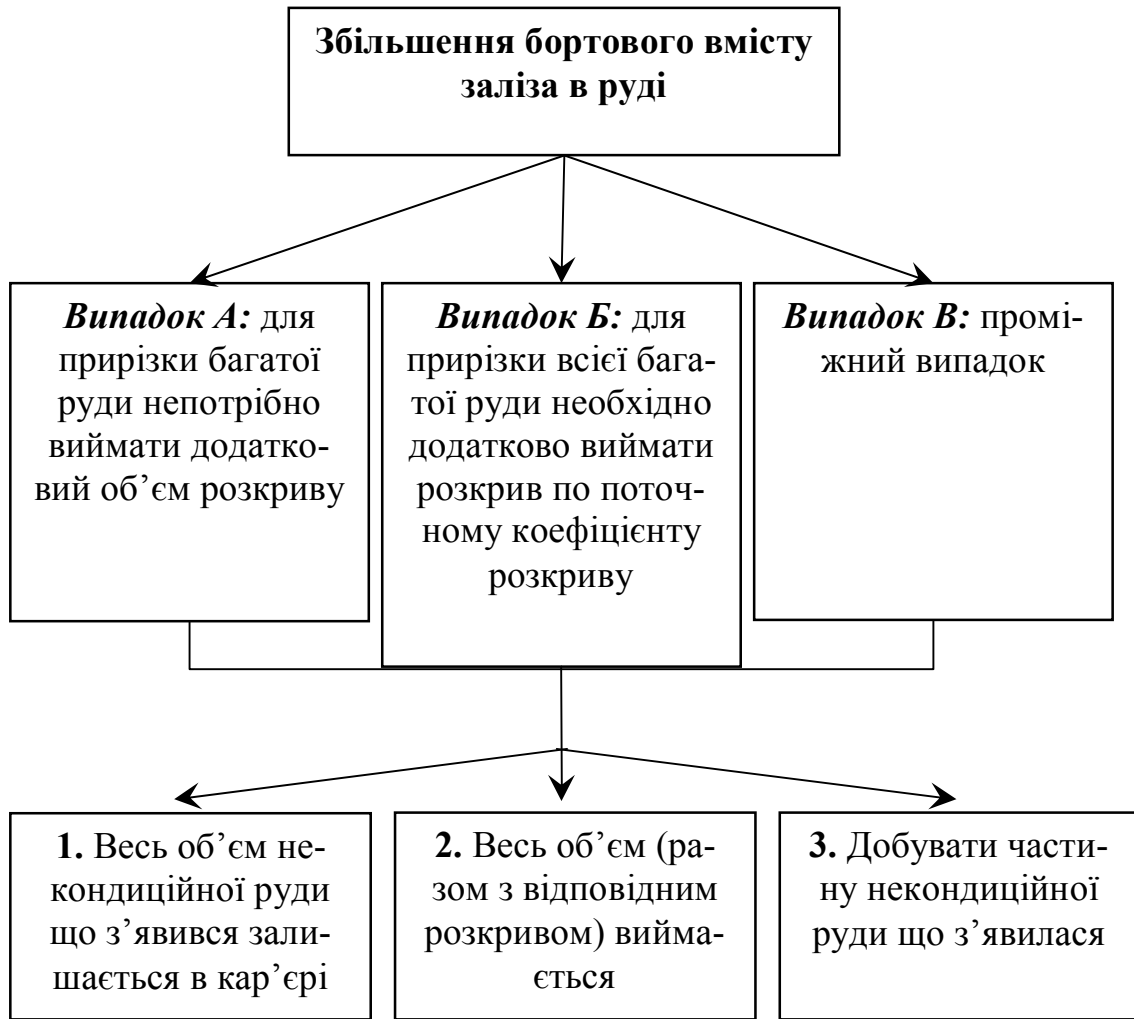 Збільшення бортового вмісту
заліза в руді
Випадок А: для
прирізки багатої
руди непотрібно
виймати додатко-
вий об’єм розкриву
Випадок Б: для
прирізки всієї бага-
тої руди необхідно
додатково виймати
розкрив по поточ-
ному коефіцієнту
розкриву
Випадок В: промі-
жний випадок
1. Весь об’єм не-
кондиційної руди
що з’явився зали-
шається в кар’єрі
2. Весь об’єм (ра-
зом з відповідним
розкривом) вийма-
ється
3. Добувати части-
ну некондиційної
руди що з’явилася